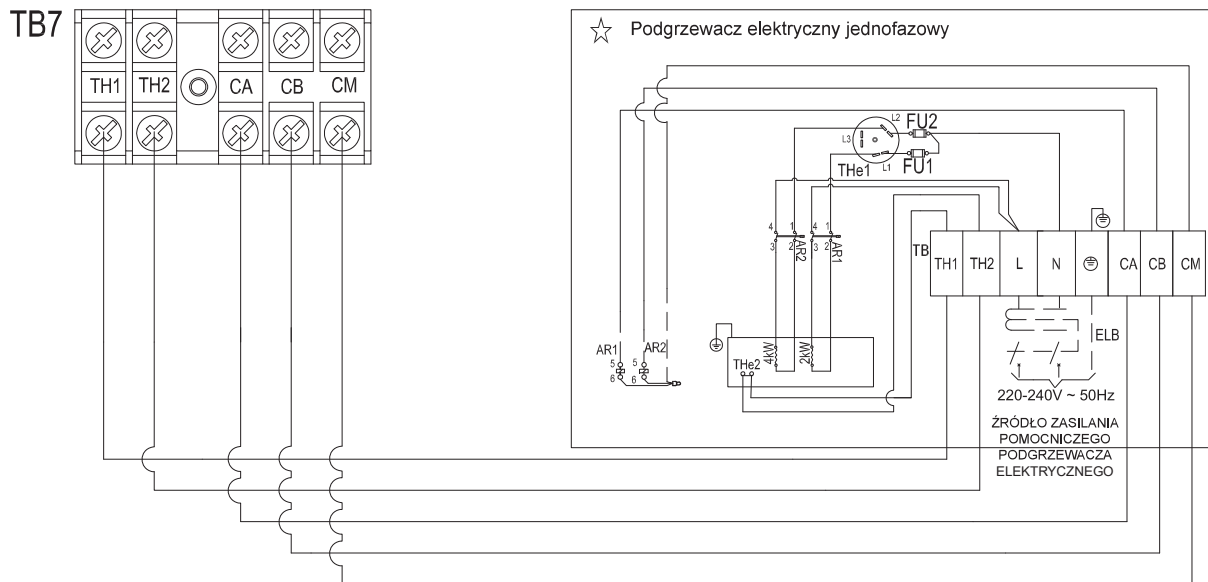 TB7
TH1 TH2 CA CB CM
☆ Podgrzewacz elektryczny jednofazowy
L2
FU2
L3
THe1
L1
FU1
4 1 4 1
3 2 3 2
AR2
AR1
TB
TH1 TH2 L N CA CB CM
AR1 5 6
AR2 5 6
4kW
2kW
THe2
ELB
220-240V ~ 50Hz
ŹRÓDŁO ZASILANIA
POMOCNICZEGO
PODGRZEWACZA
ELEKTRYCZNEGO